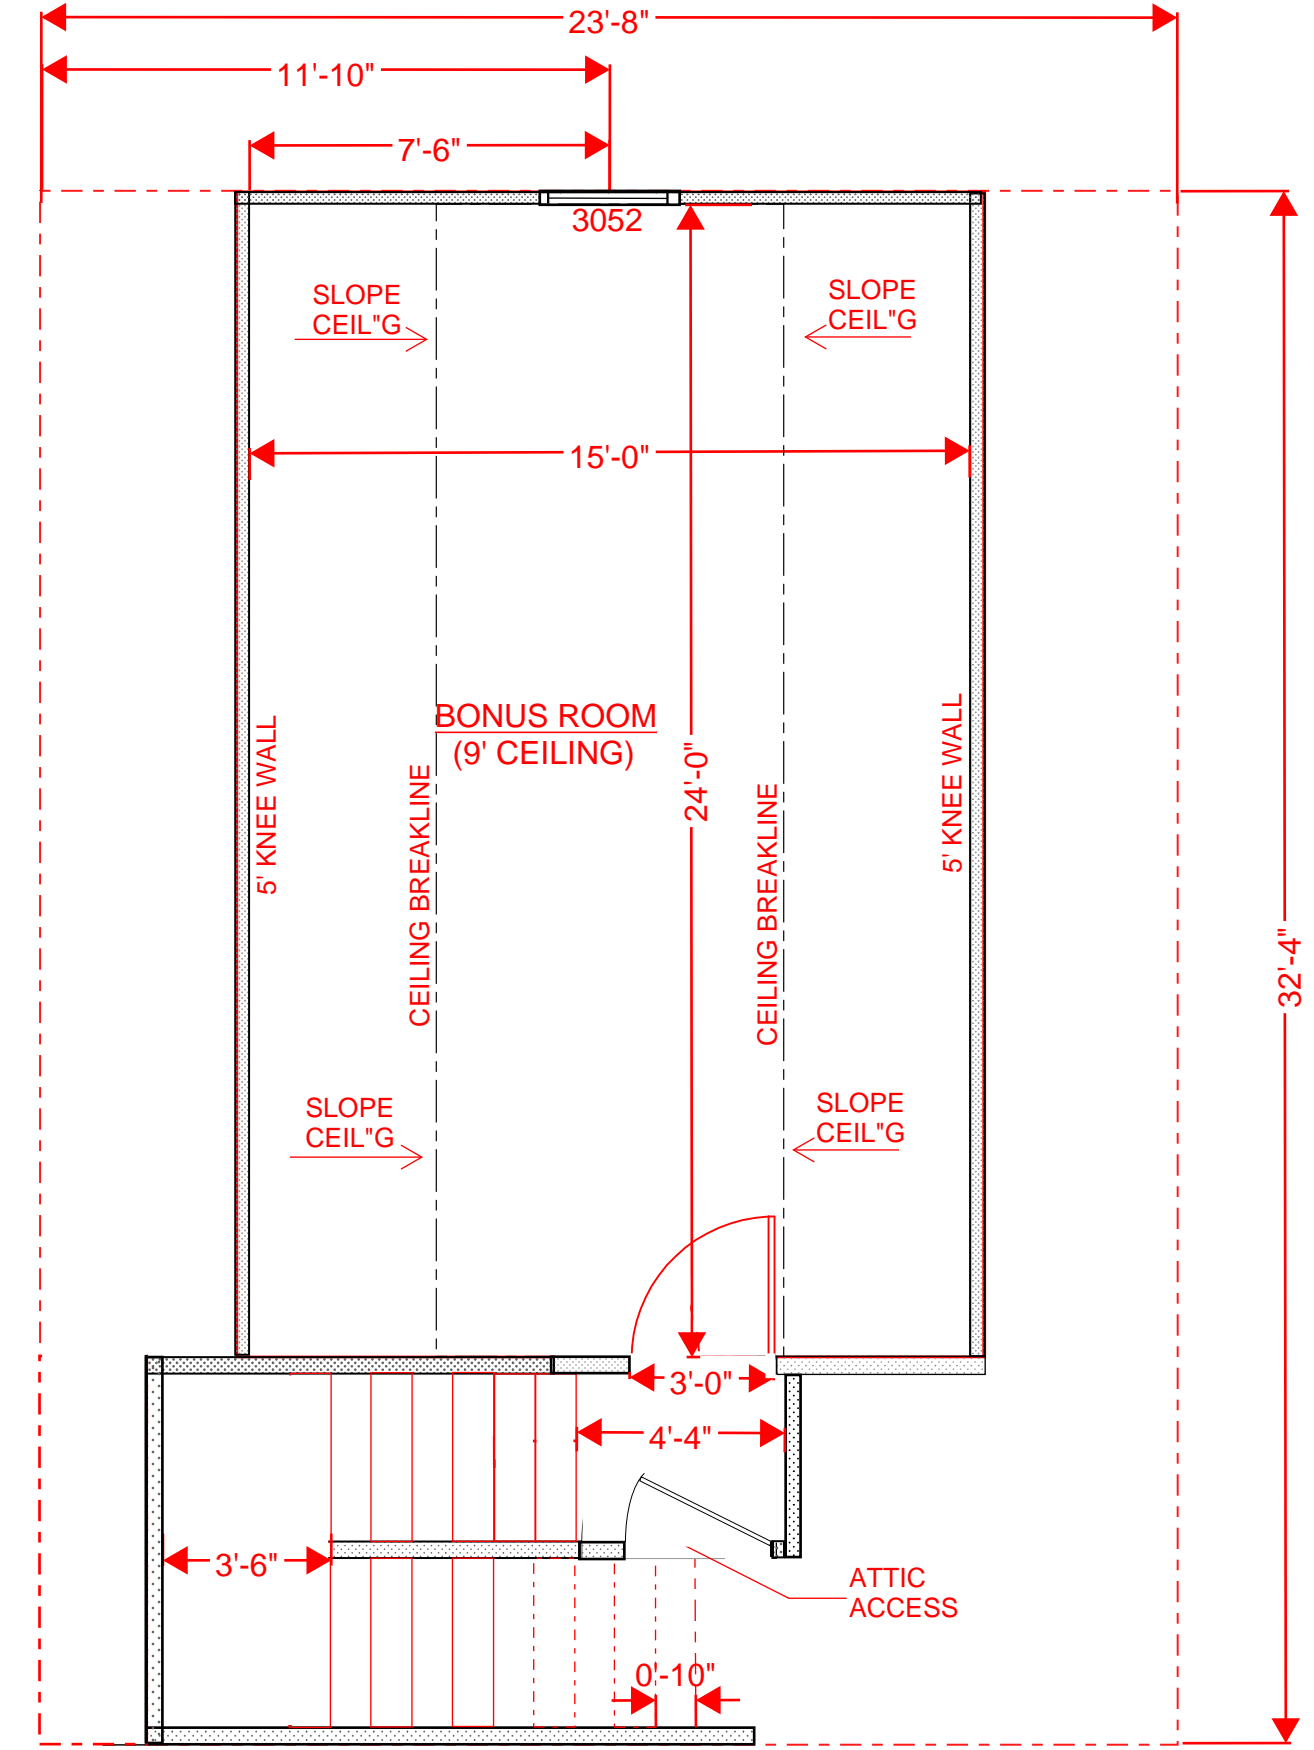 23'-8"
11'-10"
7'-6"
3052
SLOPE
CEIL"G
SLOPE
CEIL"G
15'-0"
BONUS ROOM
(9' CEILING)
24'-0"
5' KNEE WALL
CEILING BREAKLINE
CEILING BREAKLINE
5' KNEE WALL
32'-4"
SLOPE
CEIL"G
SLOPE
CEIL"G
3'-0"
4'-4"
3'-6"
ATTIC
ACCESS
0'-10"